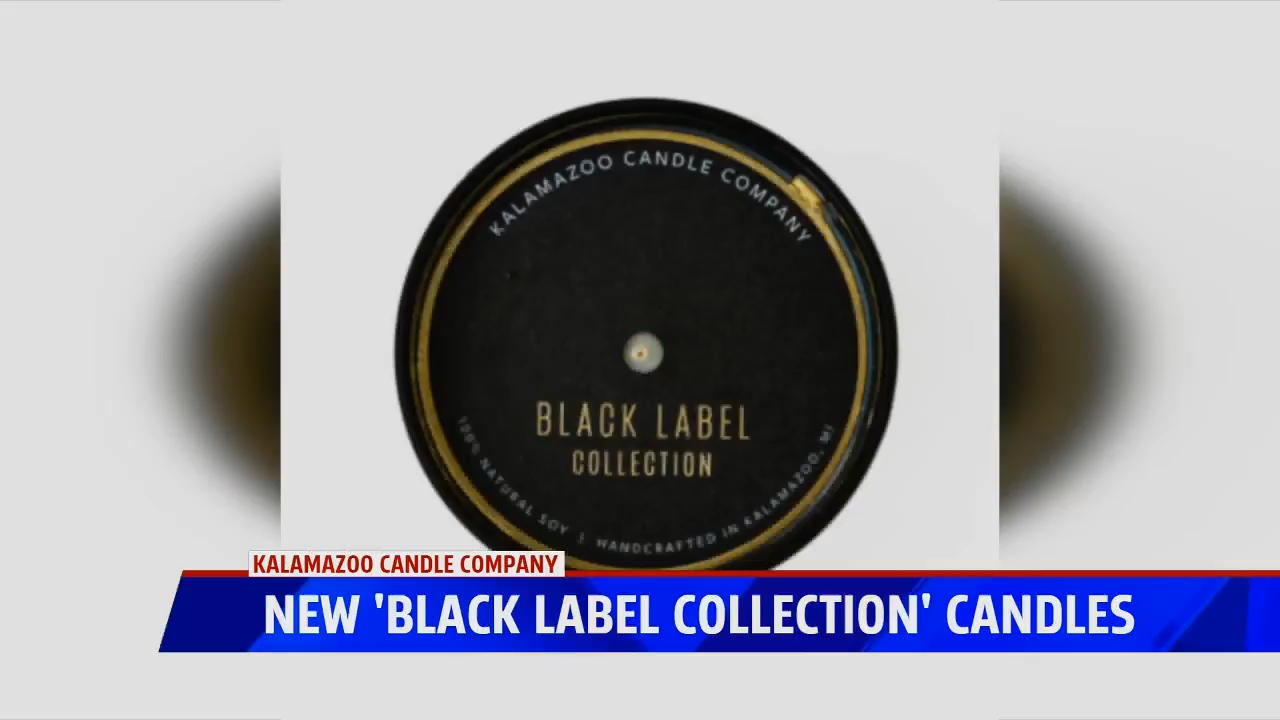 KALAMAZOO CANDLE COMPANY
BLACK LABEL
COLLECTION
100% NATURAL SOY | HANDCRAFTED IN KALAMAZOO, MI
KALAMAZOO CANDLE COMPANY
NEW 'BLACK LABEL COLLECTION' CANDLES